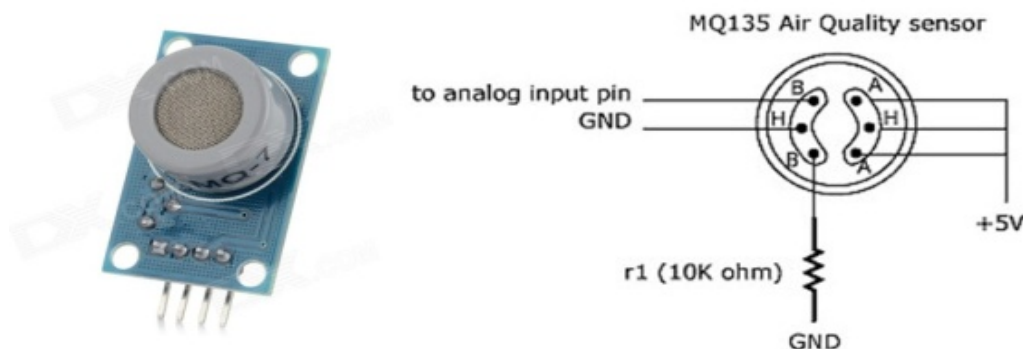 MQ-7
MQ135 Air Quality sensor
to analog input pin
GND
B
A
H
H
B
A
+5V
r1 (10K ohm)
GND